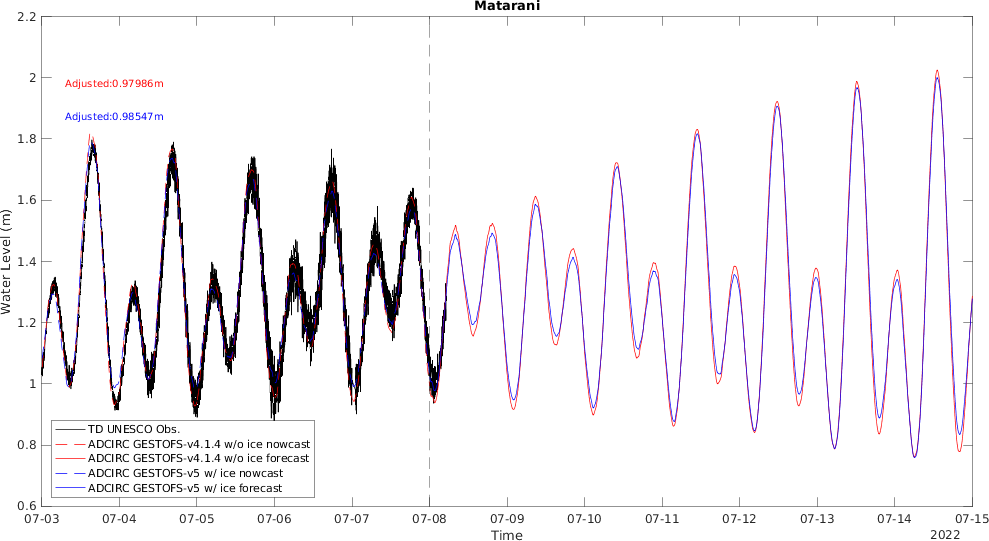 Matarani
2.2
2
1.8
1.6
1.4
1.2
1
0.8
0.6
Water Level (m)
Adjusted:0.97986m
Adjusted:0.98547m
TD UNESCO Obs.
ADCIRC GESTOFS-v4.1.4 w/o ice nowcast
ADCIRC GESTOFS-v4.1.4 w/o ice forecast
ADCIRC GESTOFS-v5 w/ ice nowcast
ADCIRC GESTOFS-v5 w/ ice forecast
07-03 07-04 07-05 07-06 07-07 07-08 07-09 07-10 07-11 07-12 07-13 07-14 07-15
Time
2022